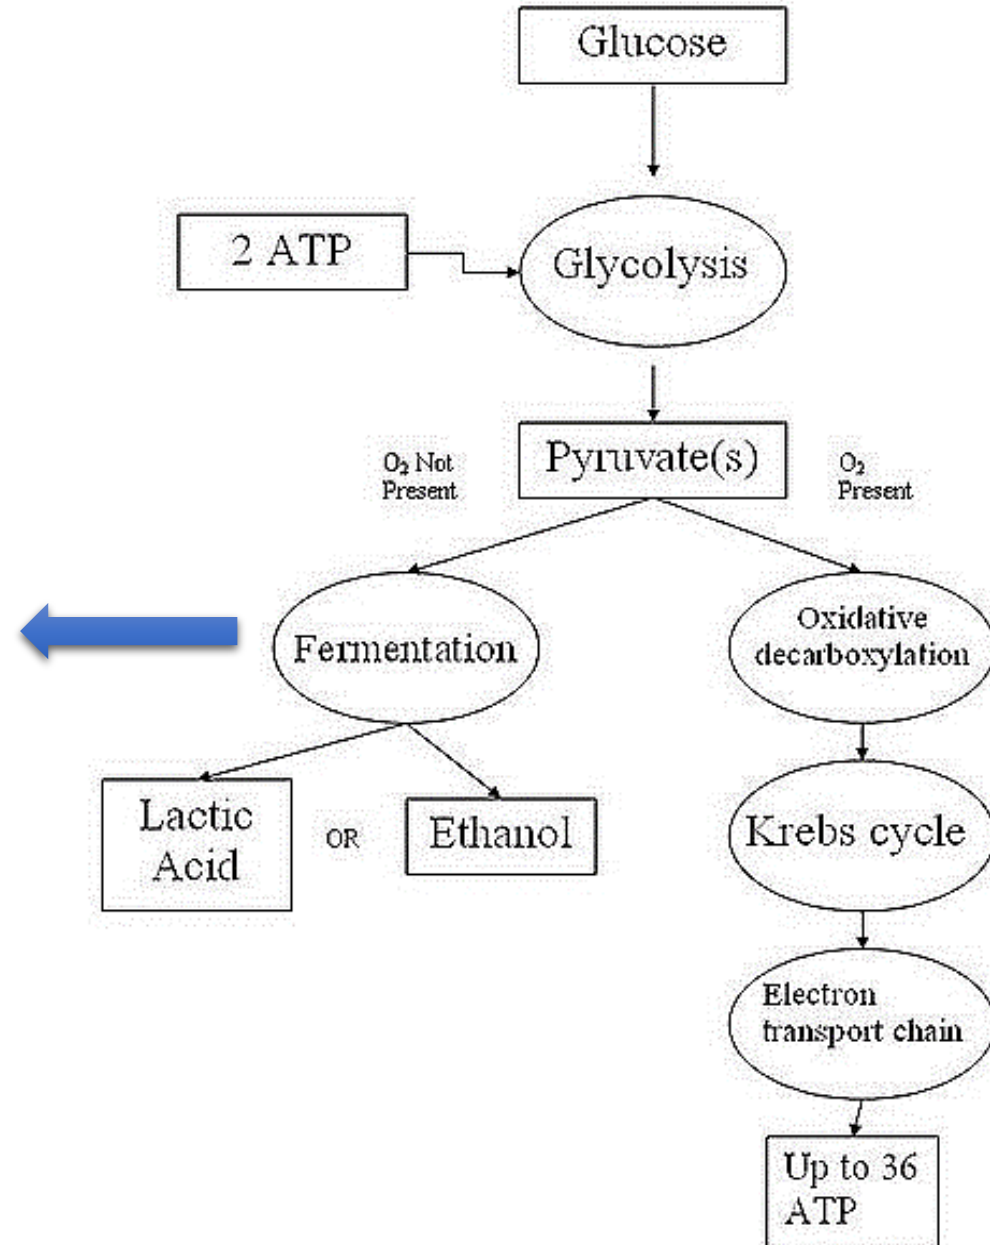 Glucose
2 ATP
Glycolysis
Pyruvate(s)
O₂ Not
Present
O₂
Present
Fermentation
Oxidative
decarboxylation
Lactic
Acid
OR
Ethanol
Krebs cycle
Electron
transport chain
Up to 36
ATP